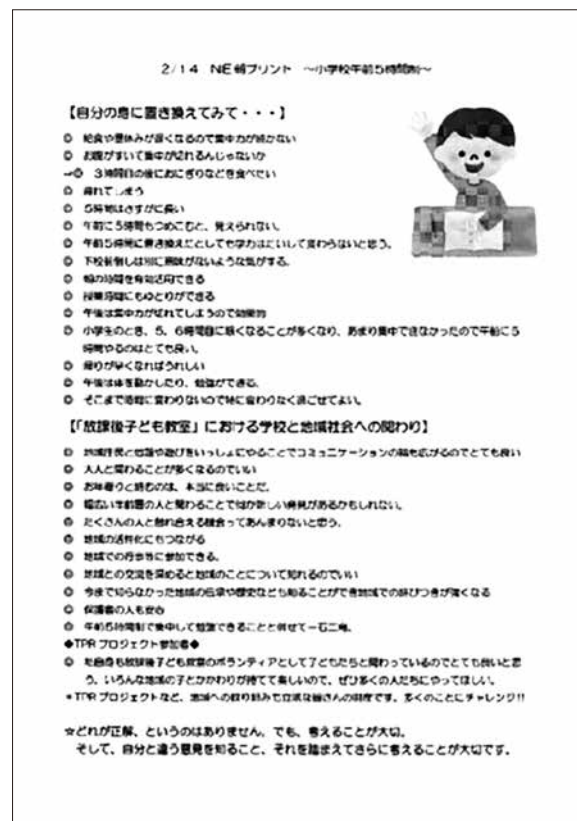 2/14 NE朝プリント ～小学校午前5時間制～
【自分の身に置き換えてみて・・・】
◎ 給食や昼休みが遅くなるので集中力が続かない
◎ お腹がすいて集中が切れるんじゃないか
→◎ 3時間目の後におにぎりなどを食べたい
◎ 疲れてしまう
◎ 5時間はさすがに長い
◎ 午前に5時間もつめこむと、覚えられない。
◎ 午前5時間に置き換えたとしても学力はたいして変わらないと思う。
◎ 下校前倒しは別に意味がないような気がする。
◎ 朝の時間を有効活用できる
◎ 授業時間にもゆとりができる
◎ 午後は集中力がばれてしまうので効果的
◎ 小学生のとき、5、6時間目に眠くなることが多くなり、あまり集中できなかったので午前に5
時間やるのはとても良い。
◎ 帰りが早くなればうれしい
◎ 午後は体を動かしたり、勉強ができる。
◎ そこまで時間に変わりないので特に変わりなく過ごせてよい。
【「放課後子ども教室」における学校と地域社会への関わり】
◎ 地域住民と勉強や遊びをいっしょにやることでコミュニケーションの輪も広がるのでとても良い
◎ 大人と関わることが多くなるのでいい
◎ お年寄りと絡むのは、本当に良いことだ。
◎ 幅広い年齢層の人と関わることで何か新しい発見があるかもしれない。
◎ たくさんの人と触れ合える機会ってあんまりないと思う。
◎ 地域の活性化にもつながる
◎ 地域での行事等に参加できる。
◎ 地域との交流を深めると地域のことについて知れるのでいい
◎ 今まで知らなかった地域の伝承や歴史なども知ることができ地域での結びつきが強くなる
◎ 保護者の人も安心
◎ 午前5時間制で集中して勉強できることと併せて一石二鳥。
◆TPRプロジェクト参加者◆
◎ 私自身も放課後子ども教室のボランティアとして子どもたちと関わっているのでとても良いと思
う。いろんな地域の子とかかわりが持てて楽しいので、ぜひ多くの人たちにやってほしい。
＊TPRプロジェクトなど、地域への取り組みも立派な皆さんの財産です。多くのことにチャレンジ!!
☆どれが正解、というのはありません。でも、考えることが大切。
そして、自分と違う意見を知ること、それを踏まえてさらに考えることが大切です。